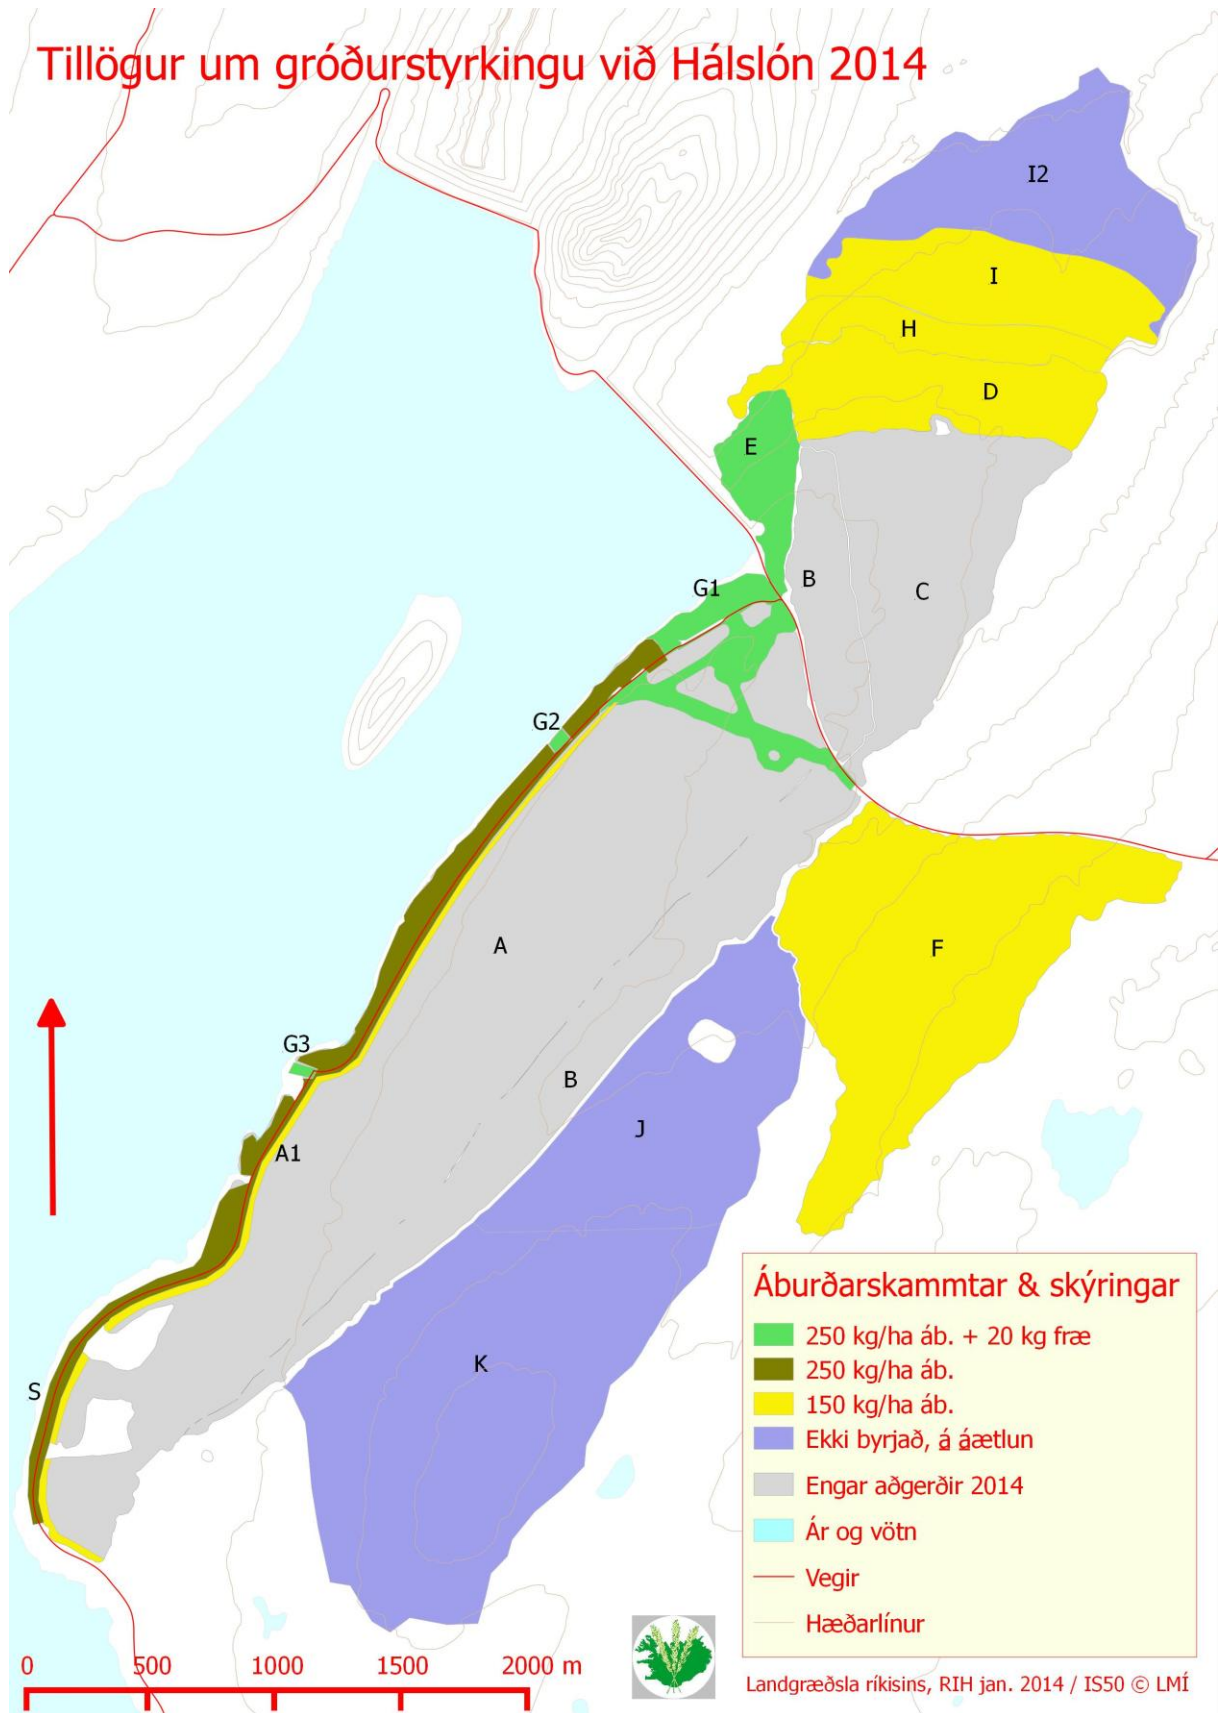 Tillögur um gróðurstyrkingu við Hálslón 2014
I2
I
H
D
E
B
C
G1
G2
A
F
G3
B
J
A1
K
S
Áburðarskammtar & skýringar
250 kg/ha áb. + 20 kg fræ
250 kg/ha áb.
150 kg/ha áb.
Ekki byrjað, á áætlun
Engar aðgerðir 2014
Ár og vötn
Vegir
Hæðarlínur
0 500 1000 1500 2000 m
Landgræðsla ríkisins, RIH jan. 2014 / IS50 © LMÍ